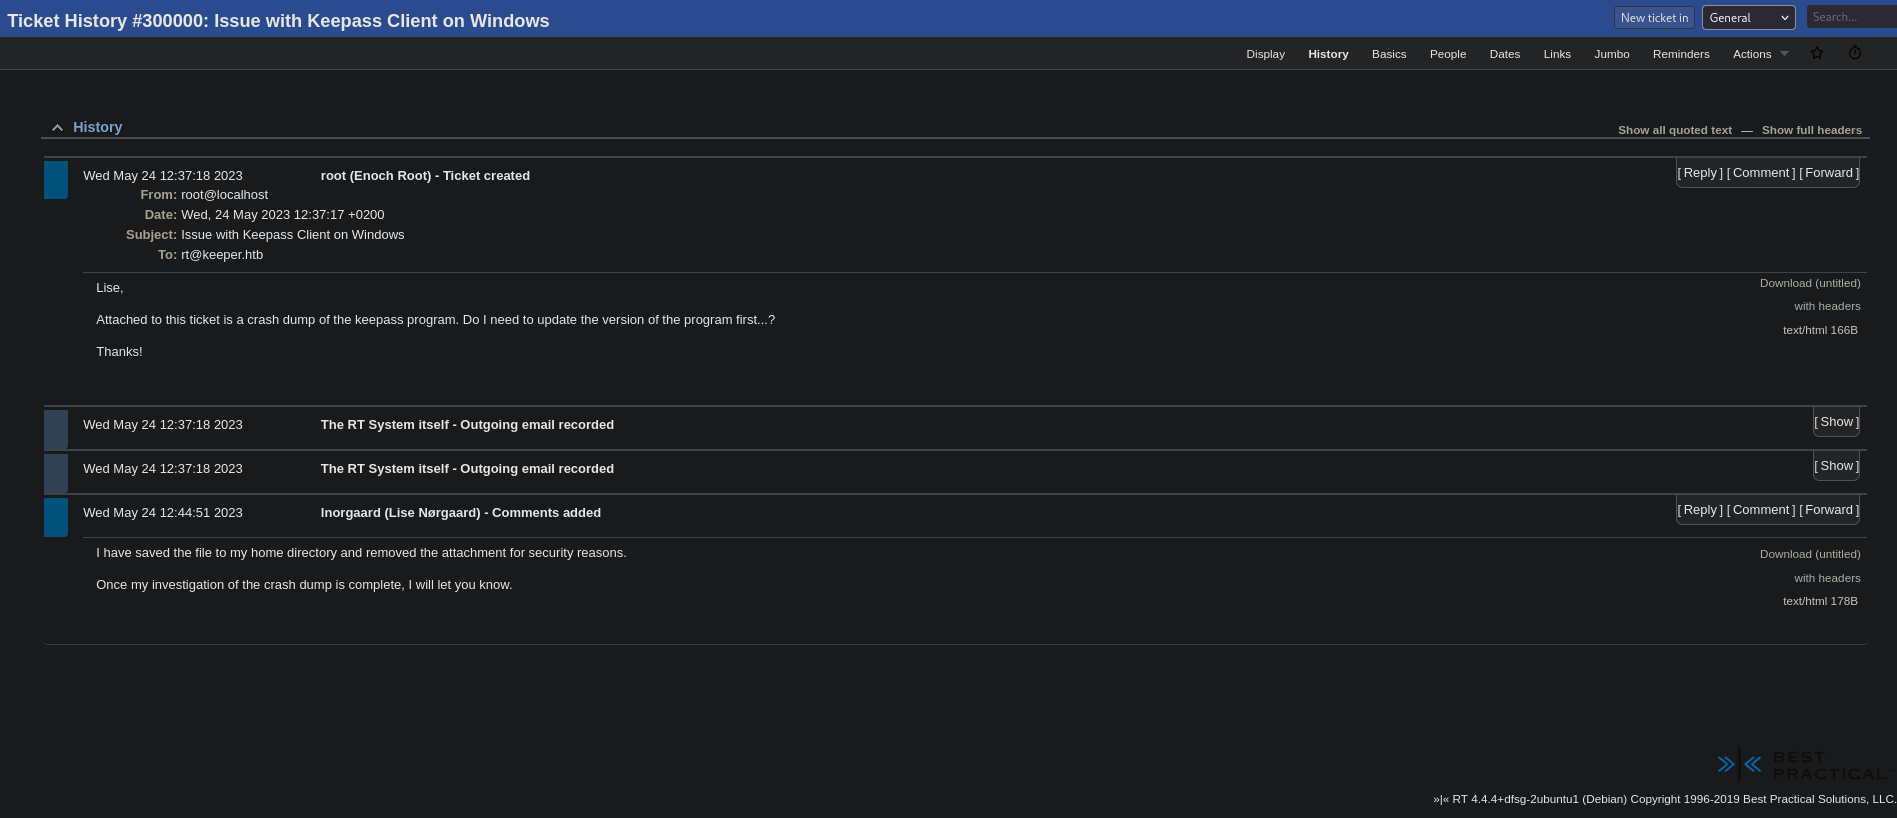 Ticket History #300000: Issue with Keepass Client on Windows
New ticket in General Search...
Display History Basics People Dates Links Jumbo Reminders Actions
History
Show all quoted text — Show full headers
Wed May 24 12:37:18 2023 root (Enoch Root) - Ticket created [ Reply ] [ Comment ] [ Forward ]
From: root@localhost
Date: Wed, 24 May 2023 12:37:17 +0200
Subject: Issue with Keepass Client on Windows
To: rt@keeper.htb
Download (untitled)
with headers
text/html 166B
Lise,
Attached to this ticket is a crash dump of the keepass program. Do I need to update the version of the program first...?
Thanks!
Wed May 24 12:37:18 2023 The RT System itself - Outgoing email recorded [ Show ]
Wed May 24 12:37:18 2023 The RT System itself - Outgoing email recorded [ Show ]
Wed May 24 12:44:51 2023 lnorgaard (Lise Nørgaard) - Comments added [ Reply ] [ Comment ] [ Forward ]
Download (untitled)
with headers
text/html 178B
I have saved the file to my home directory and removed the attachment for security reasons.
Once my investigation of the crash dump is complete, I will let you know.
BEST
PRACTICAL
»|« RT 4.4.4+dfsg-2ubuntu1 (Debian) Copyright 1996-2019 Best Practical Solutions, LLC.